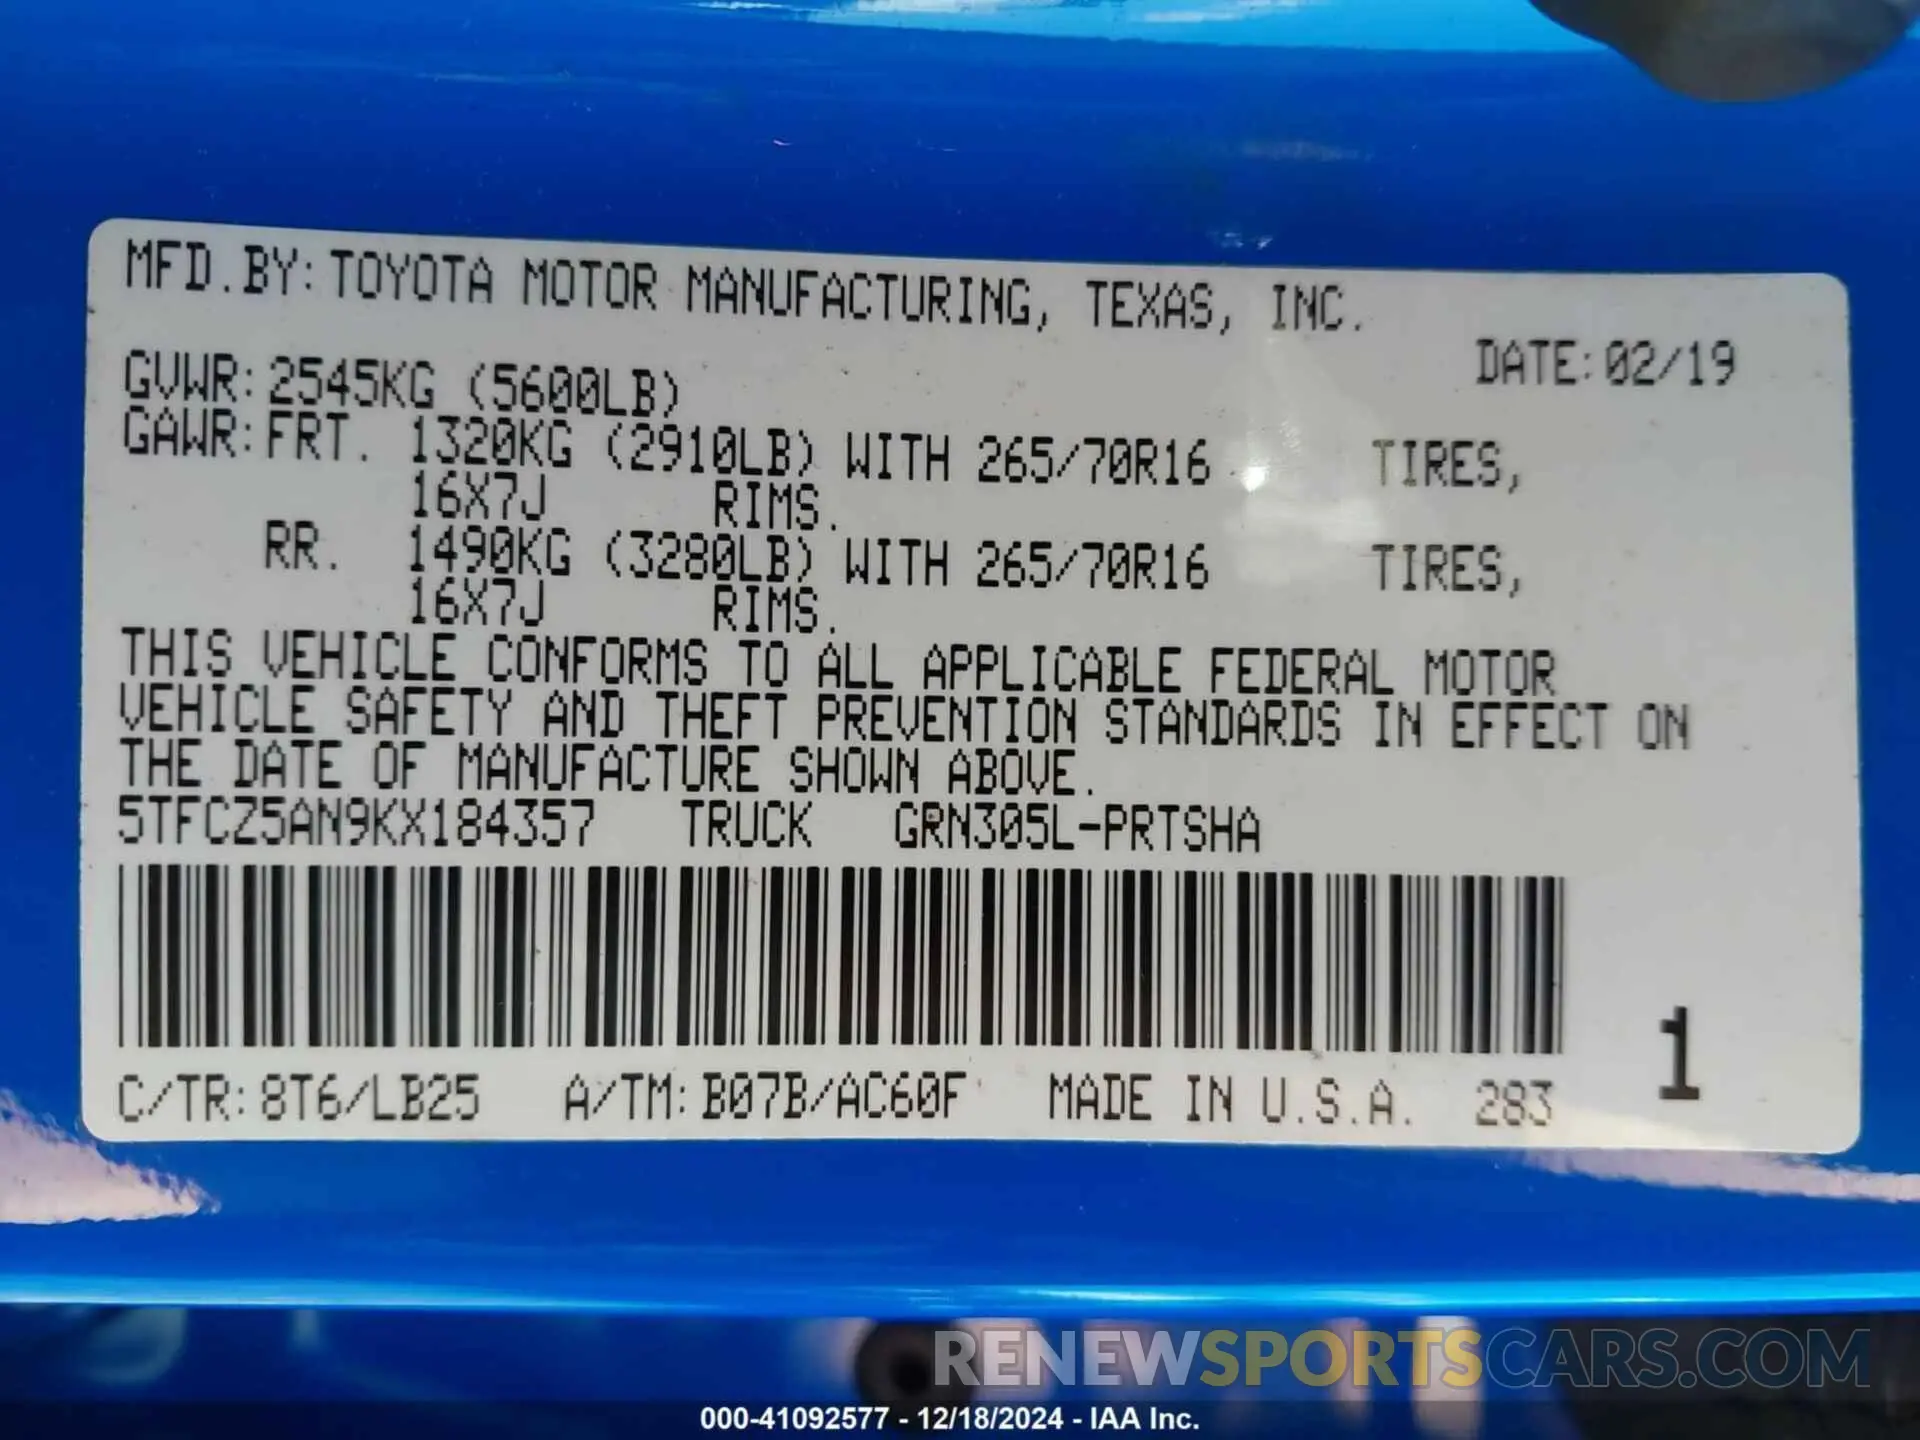 MFD.BY:TOYOTA MOTOR MANUFACTURING, TEXAS, INC.
DATE:02/19
GVWR:2545KG (5600LB)
GAWR:FRT. 1320KG (2910LB) WITH 265/70R16 TIRES,
16X7J RIMS.
RR. 1490KG (3280LB) WITH 265/70R16 TIRES,
16X7J RIMS.
THIS VEHICLE CONFORMS TO ALL APPLICABLE FEDERAL MOTOR
VEHICLE SAFETY AND THEFT PREVENTION STANDARDS IN EFFECT ON
THE DATE OF MANUFACTURE SHOWN ABOVE.
5TFCZ5AN9KX184357 TRUCK GRN305L-PRTSHA
1
C/TR:8T6/LB25 A/TM:B07B/AC60F MADE IN U.S.A. 283
RENEWSPORTSCARS.COM
000-41092577 - 12/18/2024 - IAA Inc.